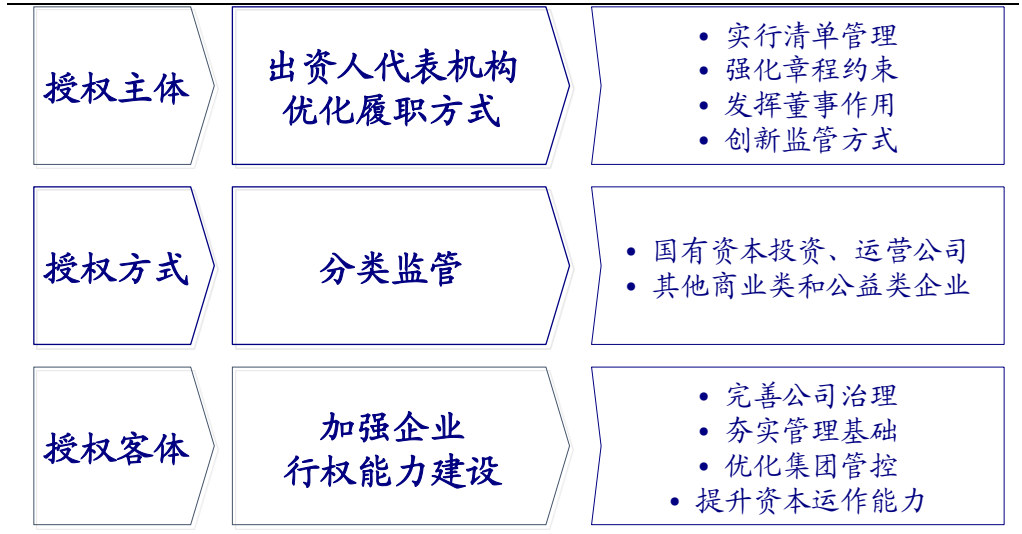 授权主体
出资人代表机构
优化履职方式
• 实行清单管理
• 强化章程约束
• 发挥董事作用
• 创新监管方式
授权方式
分类监管
• 国有资本投资、运营公司
• 其他商业类和公益类企业
授权客体
加强企业
行权能力建设
• 完善公司治理
• 夯实管理基础
• 优化集团管控
• 提升资本运作能力